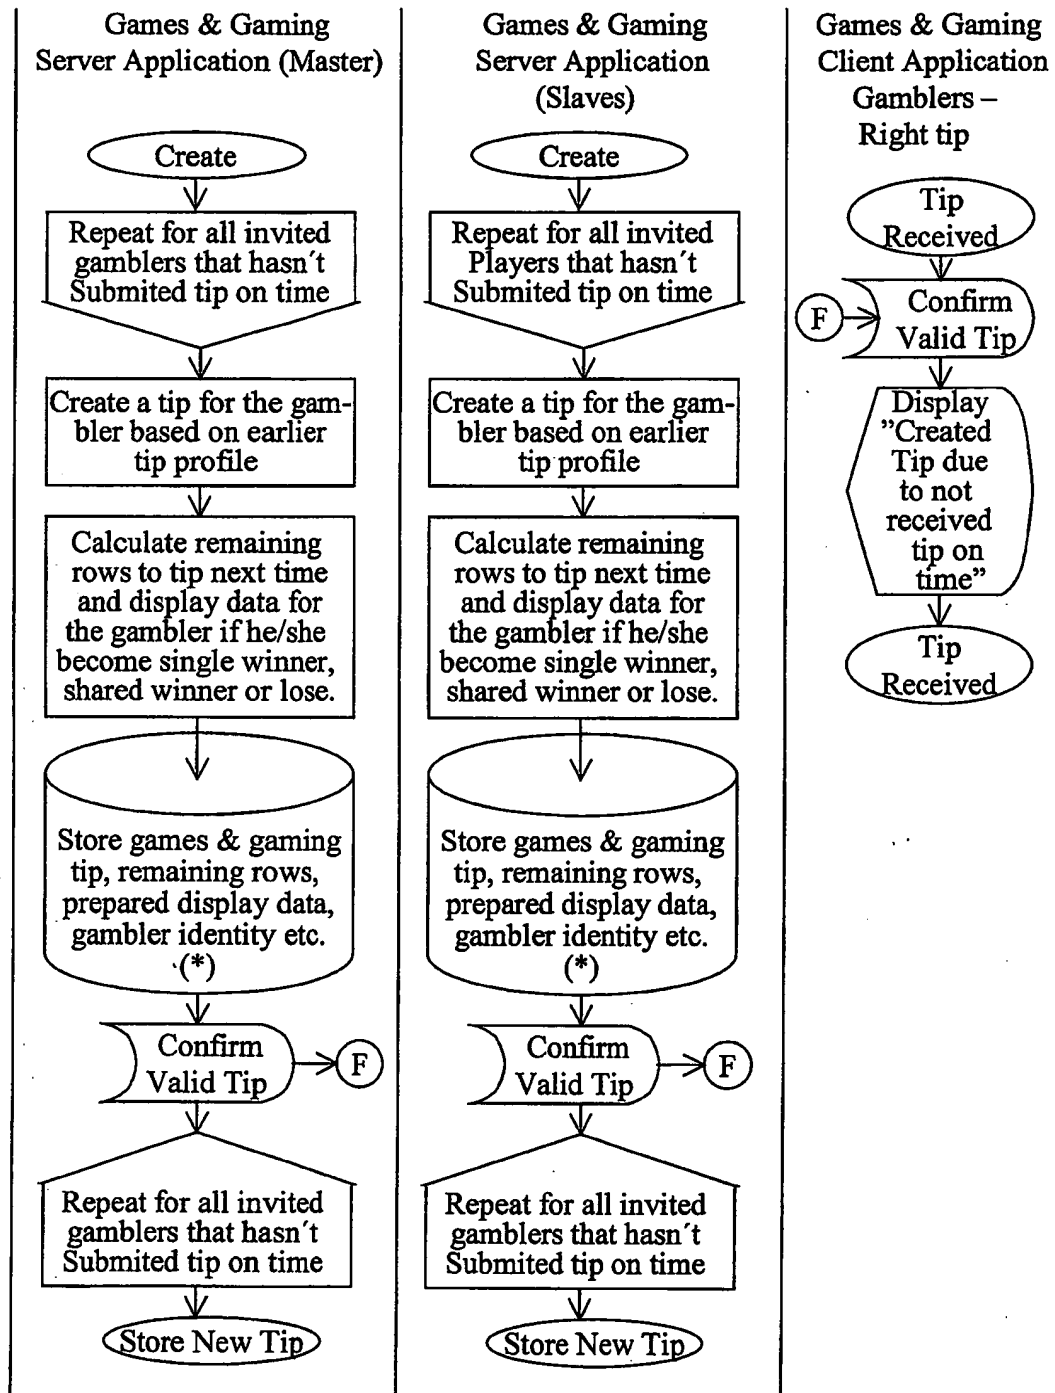 Games & Gaming
Server Application (Master)
Create
Repeat for all invited
gamblers that hasn´t
Submited tip on time
Create a tip for the gam-
bler based on earlier
tip profile
Calculate remaining
rows to tip next time
and display data for
the gambler if he/she
become single winner,
shared winner or lose.
Store games & gaming
tip, remaining rows,
prepared display data,
gambler identity etc.
(*)
Confirm
Valid Tip
F
Repeat for all invited
gamblers that hasn´t
Submited tip on time
Store New Tip
Games & Gaming
Server Application
(Slaves)
Create
Repeat for all invited
Players that hasn´t
Submited tip on time
Create a tip for the gam-
bler based on earlier
tip profile
Calculate remaining
rows to tip next time
and display data for
the gambler if he/she
become single winner,
shared winner or lose.
Store games & gaming
tip, remaining rows,
prepared display data,
gambler identity etc.
(*)
Confirm
Valid Tip
F
Repeat for all invited
gamblers that hasn´t
Submited tip on time
Store New Tip
Games & Gaming
Client Application
Gamblers –
Right tip
Tip
Received
F
Confirm
Valid Tip
Display
”Created
Tip due
to not
received
tip on
time”
Tip
Received